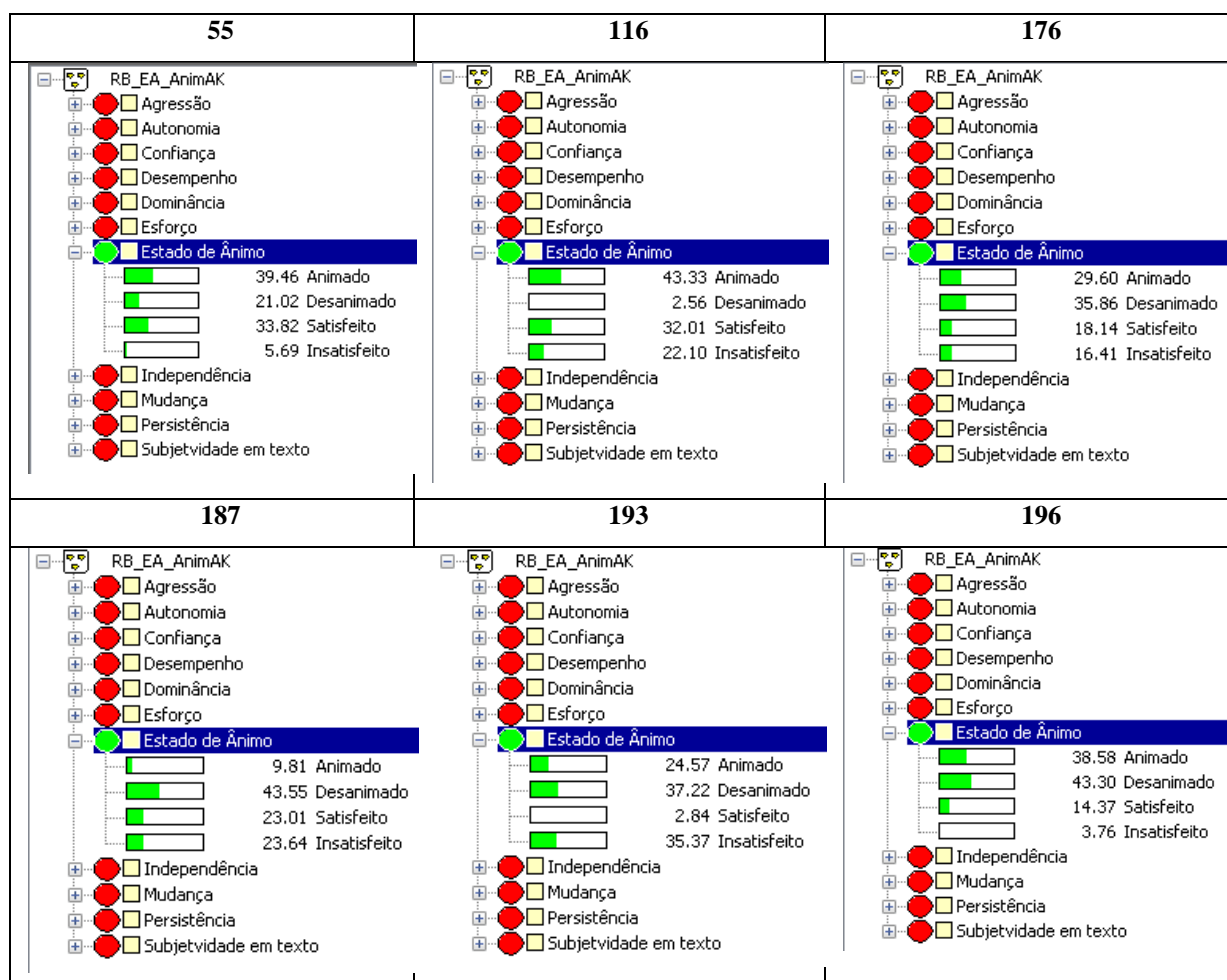 55
116
176
RB_EA_AnimAK
Agressão
Autonomia
Confiança
Desempenho
Dominância
Esforço
Estado de Ânimo
39.46 Animado
21.02 Desanimado
33.82 Satisfeito
5.69 Insatisfeito
Independência
Mudança
Persistência
Subjetvidade em texto
RB_EA_AnimAK
Agressão
Autonomia
Confiança
Desempenho
Dominância
Esforço
Estado de Ânimo
43.33 Animado
2.56 Desanimado
32.01 Satisfeito
22.10 Insatisfeito
Independência
Mudança
Persistência
Subjetvidade em texto
RB_EA_AnimAK
Agressão
Autonomia
Confiança
Desempenho
Dominância
Esforço
Estado de Ânimo
29.60 Animado
35.86 Desanimado
18.14 Satisfeito
16.41 Insatisfeito
Independência
Mudança
Persistência
Subjetvidade em texto
187
193
196
RB_EA_AnimAK
Agressão
Autonomia
Confiança
Desempenho
Dominância
Esforço
Estado de Ânimo
9.81 Animado
43.55 Desanimado
23.01 Satisfeito
23.64 Insatisfeito
Independência
Mudança
Persistência
Subjetvidade em texto
RB_EA_AnimAK
Agressão
Autonomia
Confiança
Desempenho
Dominância
Esforço
Estado de Ânimo
24.57 Animado
37.22 Desanimado
2.84 Satisfeito
35.37 Insatisfeito
Independência
Mudança
Persistência
Subjetvidade em texto
RB_EA_AnimAK
Agressão
Autonomia
Confiança
Desempenho
Dominância
Esforço
Estado de Ânimo
38.58 Animado
43.30 Desanimado
14.37 Satisfeito
3.76 Insatisfeito
Independência
Mudança
Persistência
Subjetvidade em texto